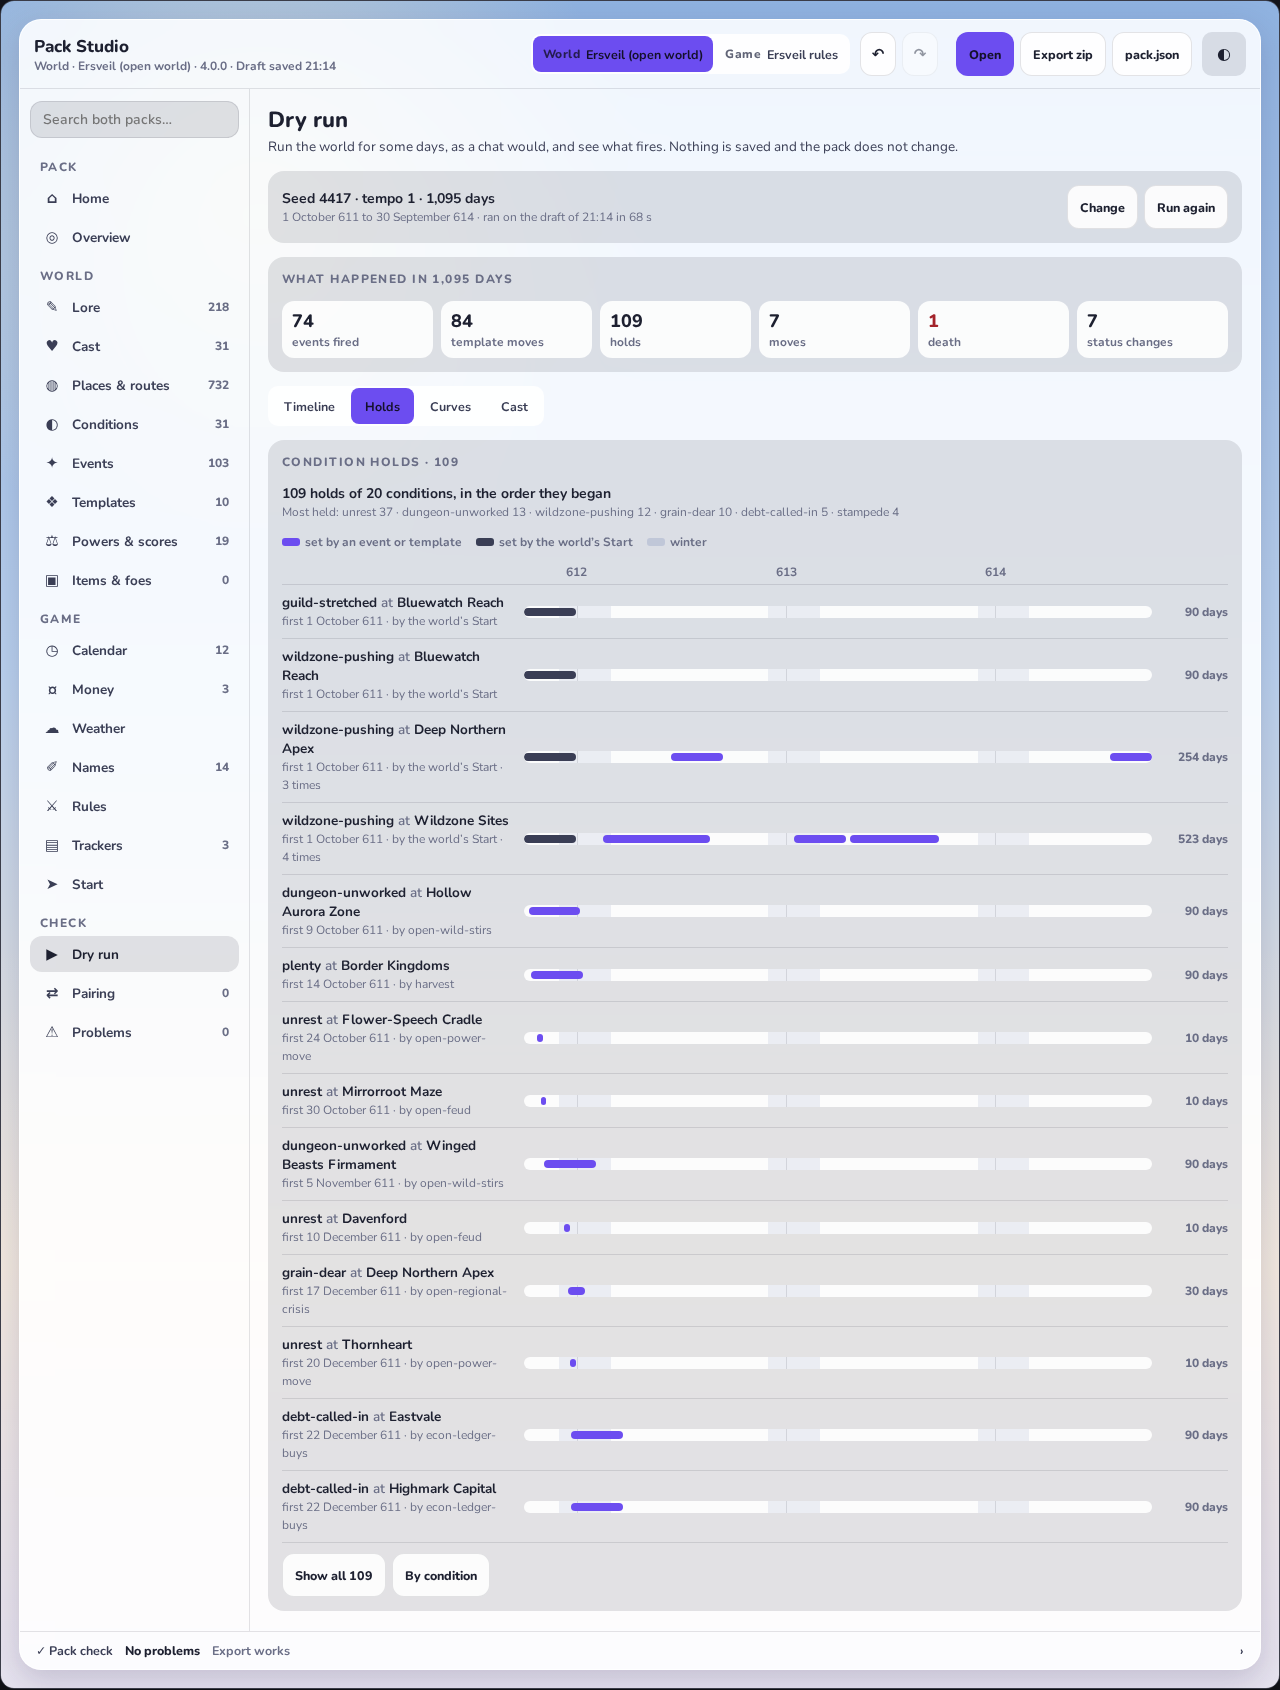 Pack Studio
World · Ersveil (open world) · 4.0.0 · Draft saved 21:14
World Ersveil (open world)
Game Ersveil rules
Open
Export zip
pack.json
Search both packs...
PACK
Home
Overview
WORLD
Lore 218
Cast 31
Places & routes 732
Conditions 31
Events 103
Templates 10
Powers & scores 19
Items & foes 0
GAME
Calendar 12
Money 3
Weather
Names 14
Rules
Trackers 3
Start
CHECK
Dry run
Pairing 0
Problems 0
Dry run
Run the world for some days, as a chat would, and see what fires. Nothing is saved and the pack does not change.
Seed 4417 · tempo 1 · 1,095 days
1 October 611 to 30 September 614 · ran on the draft of 21:14 in 68 s
Change
Run again
WHAT HAPPENED IN 1,095 DAYS
74
events fired
84
template moves
109
holds
7
moves
1
death
7
status changes
Timeline
Holds
Curves
Cast
CONDITION HOLDS · 109
109 holds of 20 conditions, in the order they began
Most held: unrest 37 · dungeon-unworked 13 · wildzone-pushing 12 · grain-dear 10 · debt-called-in 5 · stampede 4
set by an event or template
set by the world's Start
winter
612 613 614
guild-stretched at Bluewatch Reach
first 1 October 611 · by the world's Start
90 days
wildzone-pushing at Bluewatch
Reach
first 1 October 611 · by the world's Start
90 days
wildzone-pushing at Deep Northern
Apex
first 1 October 611 · by the world's Start ·
3 times
254 days
wildzone-pushing at Wildzone Sites
first 1 October 611 · by the world's Start ·
4 times
523 days
dungeon-unworked at Hollow
Aurora Zone
first 9 October 611 · by open-wild-stirs
90 days
plenty at Border Kingdoms
first 14 October 611 · by harvest
90 days
unrest at Flower-Speech Cradle
first 24 October 611 · by open-power-
move
10 days
unrest at Mirrorroot Maze
first 30 October 611 · by open-feud
10 days
dungeon-unworked at Winged
Beasts Firmament
first 5 November 611 · by open-wild-stirs
90 days
unrest at Davenford
first 10 December 611 · by open-feud
10 days
grain-dear at Deep Northern Apex
first 17 December 611 · by open-regional-
crisis
30 days
unrest at Thornheart
first 20 December 611 · by open-power-
move
10 days
debt-called-in at Eastvale
first 22 December 611 · by econ-ledger-
buys
90 days
debt-called-in at Highmark Capital
first 22 December 611 · by econ-ledger-
buys
90 days
Show all 109
By condition
✓ Pack check No problems Export works